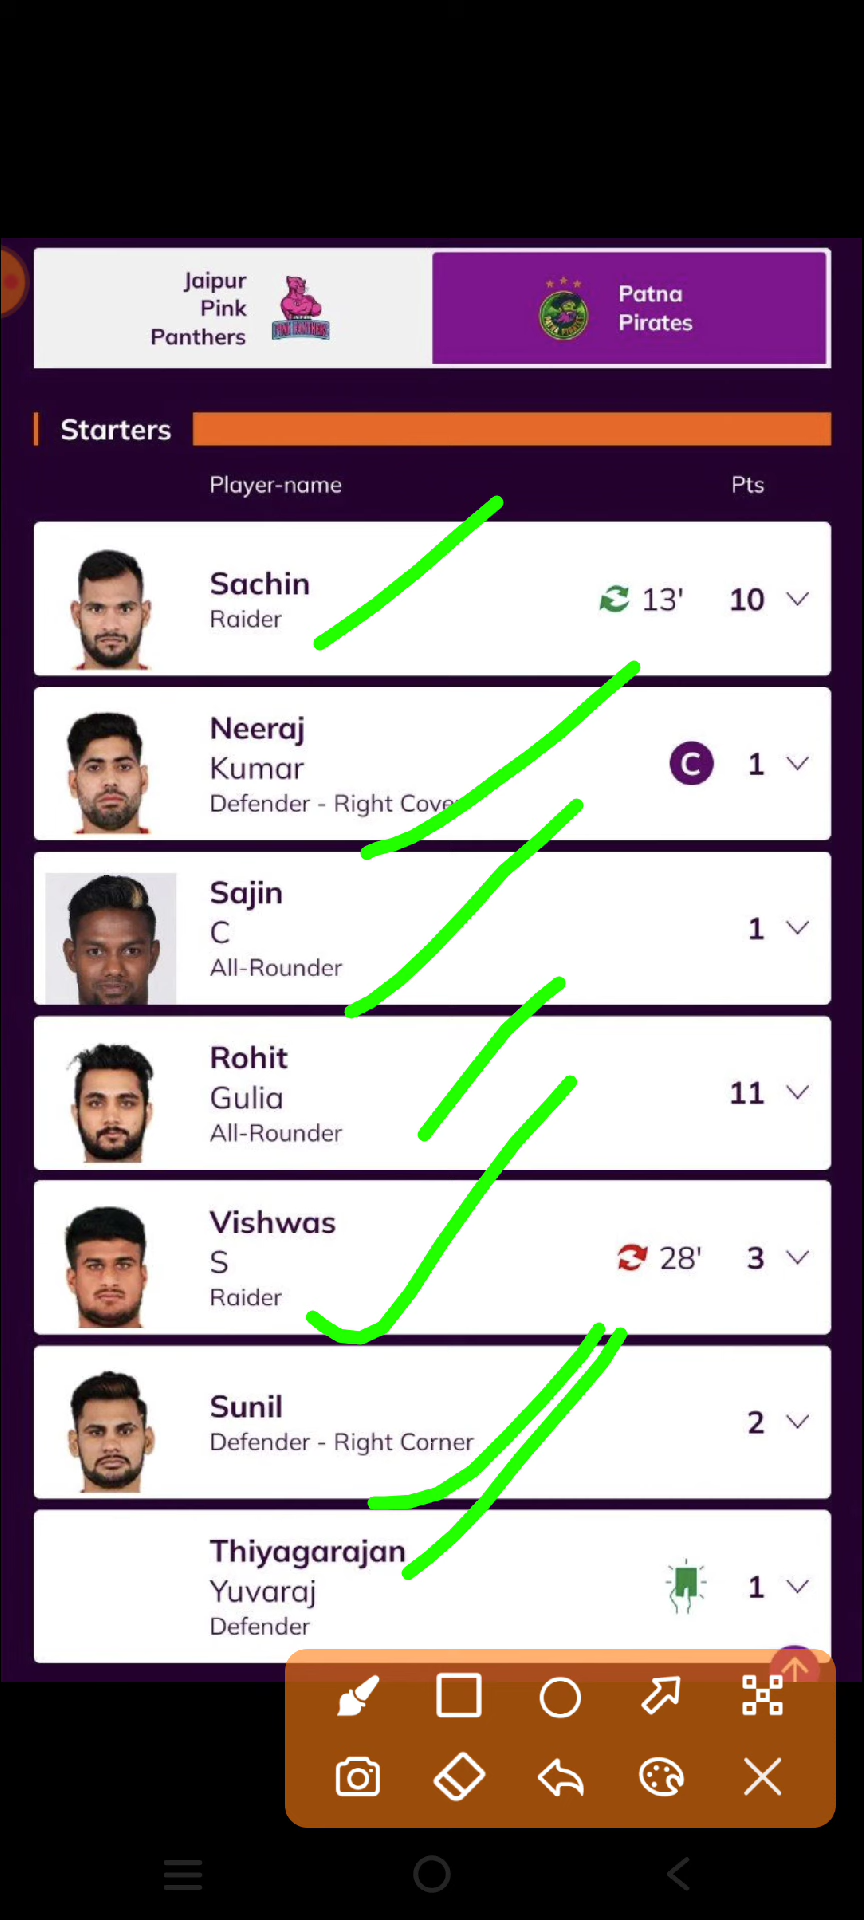 Jaipur
Pink
Panthers
Patna
Pirates
Starters
Player-name Pts
Sachin
Raider
13' 10
Neeraj
Kumar
Defender - Right Cover
C 1
Sajin
C
All-Rounder
1
Rohit
Gulia
All-Rounder
11
Vishwas
S
Raider
28' 3
Sunil
Defender - Right Corner
2
Thiyagarajan
Yuvaraj
Defender
1